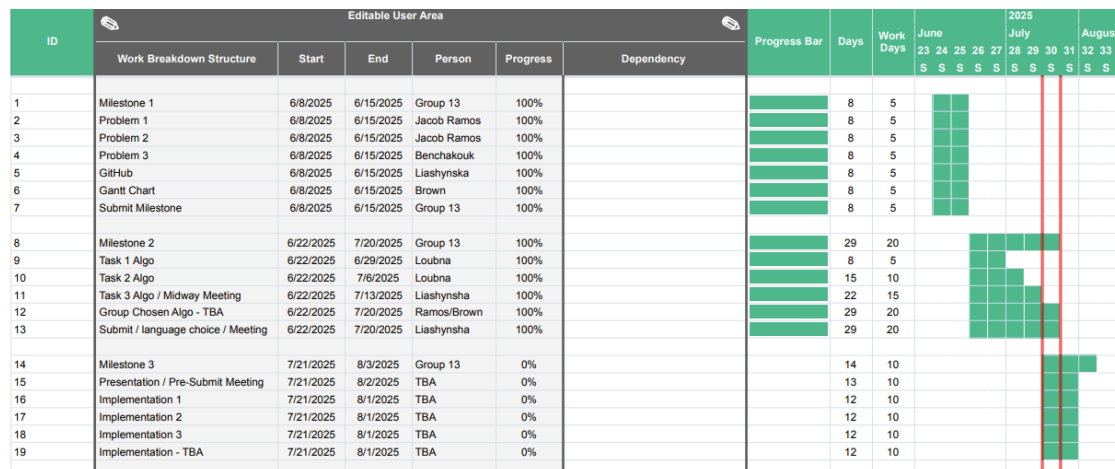 Editable User Area
2025
ID Progress Bar Days Work Days June July Augus
Work Breakdown Structure Start End Person Progress Dependency 23 24 25 26 27 28 29 30 31 32 33
S S S S S S S S S S S
1 Milestone 1 6/8/2025 6/15/2025 Group 13 100% 8 5
2 Problem 1 6/8/2025 6/15/2025 Jacob Ramos 100% 8 5
3 Problem 2 6/8/2025 6/15/2025 Jacob Ramos 100% 8 5
4 Problem 3 6/8/2025 6/15/2025 Benchakouk 100% 8 5
5 GitHub 6/8/2025 6/15/2025 Liashynska 100% 8 5
6 Gantt Chart 6/8/2025 6/15/2025 Brown 100% 8 5
7 Submit Milestone 6/8/2025 6/15/2025 Group 13 100% 8 5
8 Milestone 2 6/22/2025 7/20/2025 Group 13 100% 29 20
9 Task 1 Algo 6/22/2025 6/29/2025 Loubna 100% 8 5
10 Task 2 Algo 6/22/2025 7/6/2025 Loubna 100% 15 10
11 Task 3 Algo / Midway Meeting 6/22/2025 7/13/2025 Liashynsha 100% 22 15
12 Group Chosen Algo - TBA 6/22/2025 7/20/2025 Ramos/Brown 100% 29 20
13 Submit / language choice / Meeting 6/22/2025 7/20/2025 Liashynsha 100% 29 20
14 Milestone 3 7/21/2025 8/3/2025 Group 13 0% 14 10
15 Presentation / Pre-Submit Meeting 7/21/2025 8/2/2025 TBA 0% 13 10
16 Implementation 1 7/21/2025 8/1/2025 TBA 0% 12 10
17 Implementation 2 7/21/2025 8/1/2025 TBA 0% 12 10
18 Implementation 3 7/21/2025 8/1/2025 TBA 0% 12 10
19 Implementation - TBA 7/21/2025 8/1/2025 TBA 0% 12 10